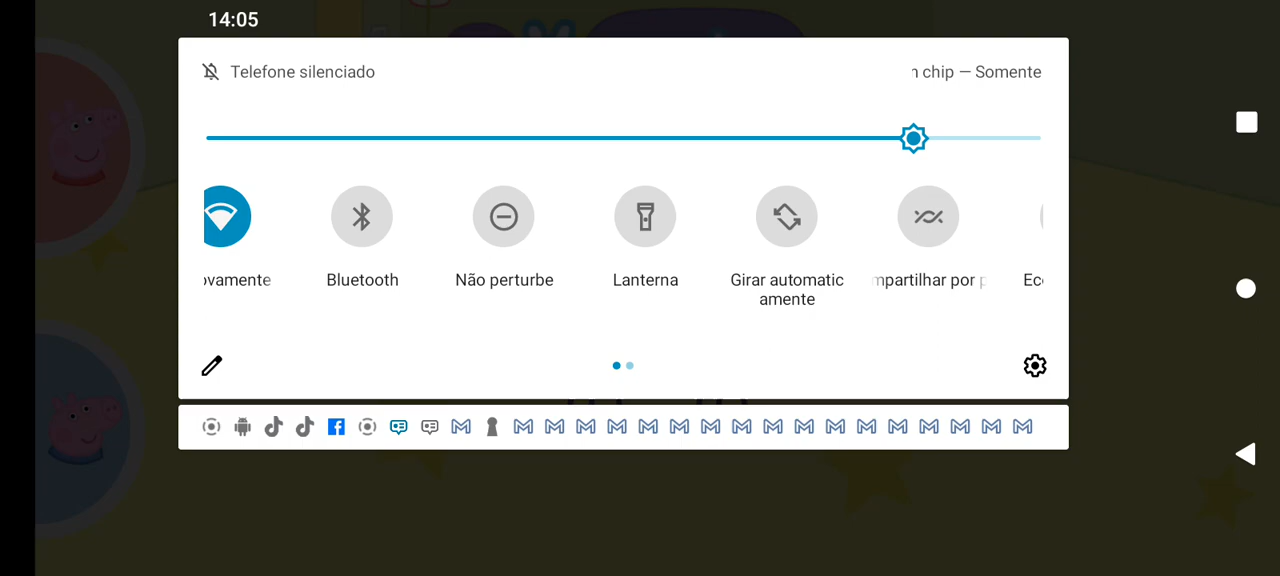 14:05
Telefone silenciado
chip — Somente
ovamente
Bluetooth
Não perturbe
Lanterna
Girar automatic
amente
mpartilhar por p
Ec